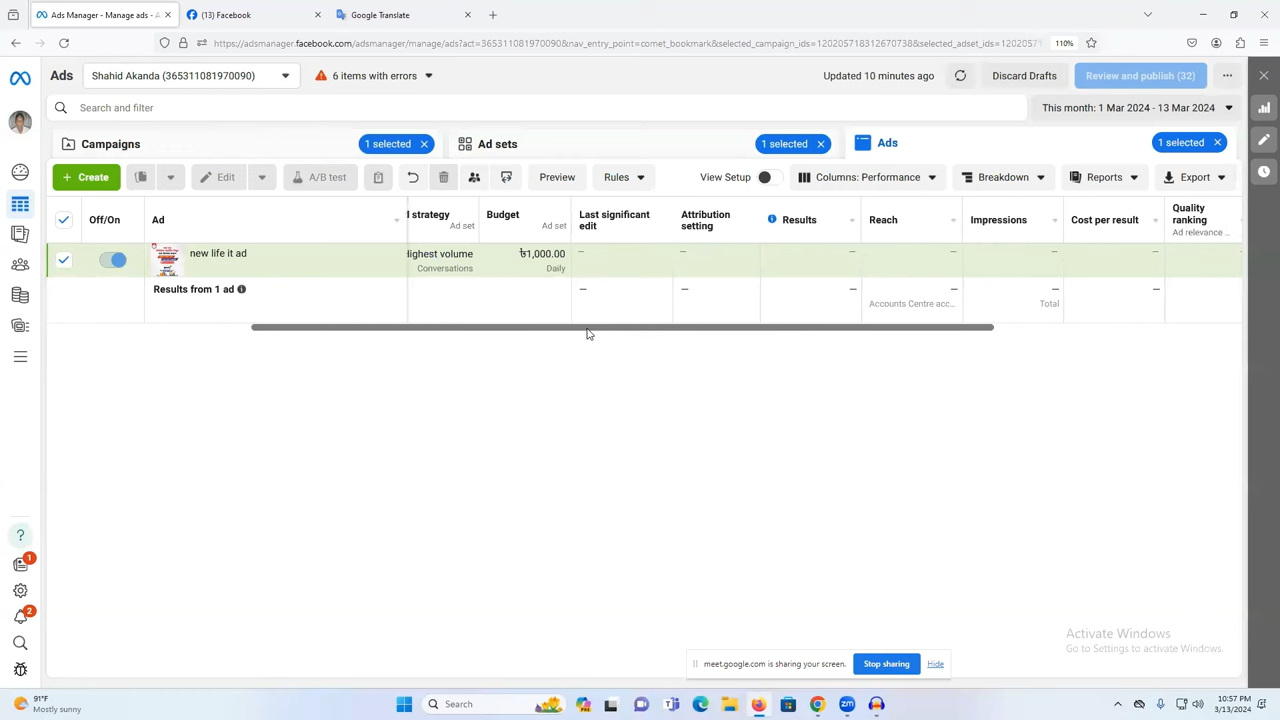 Ads Manager - Manage ads - A
(13) Facebook
Google Translate
https://adsmanager.facebook.com/adsmanager/manage/ads?act=365311081970090&nav_entry_point=comet_bookmark&selected_campaign_ids=120205718312670738&selected_adset_ids=12020571
110%
Ads
Shahid Akanda (365311081970090)
6 items with errors
Updated 10 minutes ago
Discard Drafts
Review and publish (32)
Search and filter
This month: 1 Mar 2024 - 13 Mar 2024
Campaigns
1 selected
Ad sets
1 selected
Ads
1 selected
+ Create
Edit
A/B test
Preview
Rules
View Setup
Columns: Performance
Breakdown
Reports
Export
Off/On
Ad
l strategy
Ad set
Budget
Ad set
Last significant
edit
Attribution
setting
Results
Reach
Impressions
Cost per result
Quality
ranking
Ad relevance ...
new life it ad
Highest volume
Conversations
৳1,000.00
Daily
—
—
—
—
—
—
Results from 1 ad
—
—
—
—
Accounts Centre acc...
—
Total
—
1
2
Activate Windows
Go to Settings to activate Windows.
meet.google.com is sharing your screen.
Stop sharing
Hide
91°F
Mostly sunny
Search
10:57 PM
3/13/2024